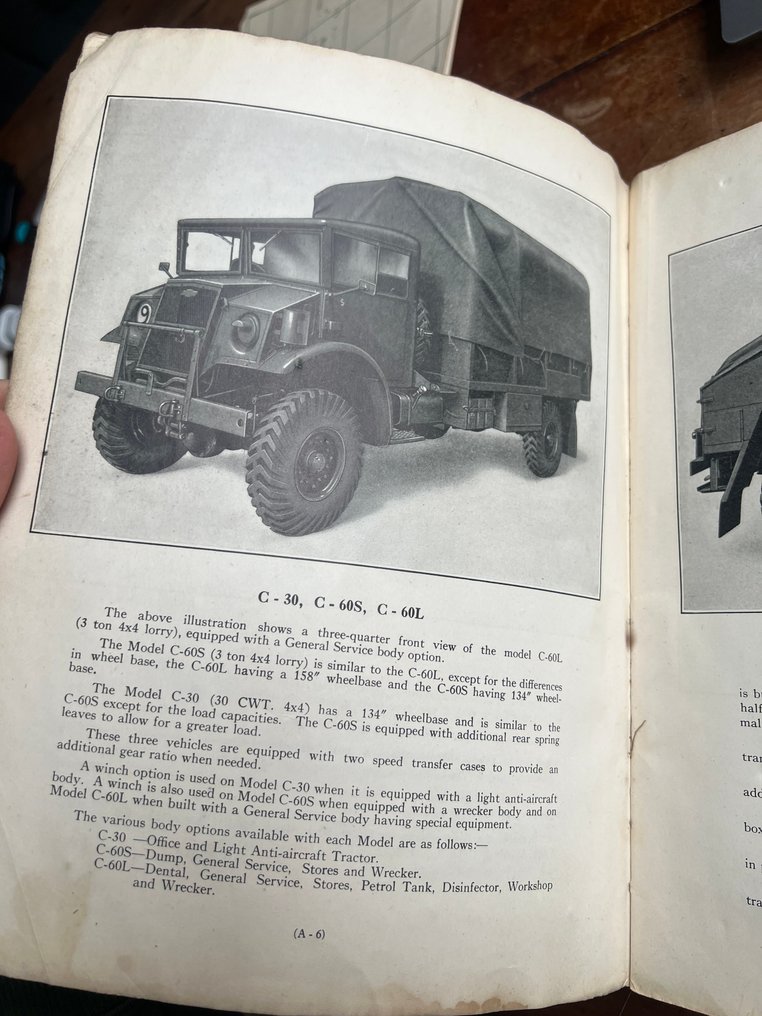 9
S
C - 30, C - 60S, C - 60L
The above illustration shows a three-quarter front view of the model C-60L
(3 ton 4x4 lorry), equipped with a General Service body option.
The Model C-60S (3 ton 4x4 lorry) is similar to the C-60L, except for the differences
in wheel base, the C-60L having a 158″ wheelbase and the C-60S having 134″ wheel-
base.
The Model C-30 (30 CWT. 4x4) has a 134″ wheelbase and is similar to the
C-60S except for the load capacities. The C-60S is equipped with additional rear spring
leaves to allow for a greater load.
These three vehicles are equipped with two speed transfer cases to provide an
additional gear ratio when needed.
A winch option is used on Model C-30 when it is equipped with a light anti-aircraft
body. A winch is also used on Model C-60S when equipped with a wrecker body and on
Model C-60L when built with a General Service body having special equipment.
The various body options available with each Model are as follows:—
C-30 —Office and Light Anti-aircraft Tractor.
C-60S—Dump, General Service, Stores and Wrecker.
C-60L—Dental, General Service, Stores, Petrol Tank, Disinfector, Workshop
and Wrecker.
(A - 6)
is b
half
mal
tran
add
box
in
tra